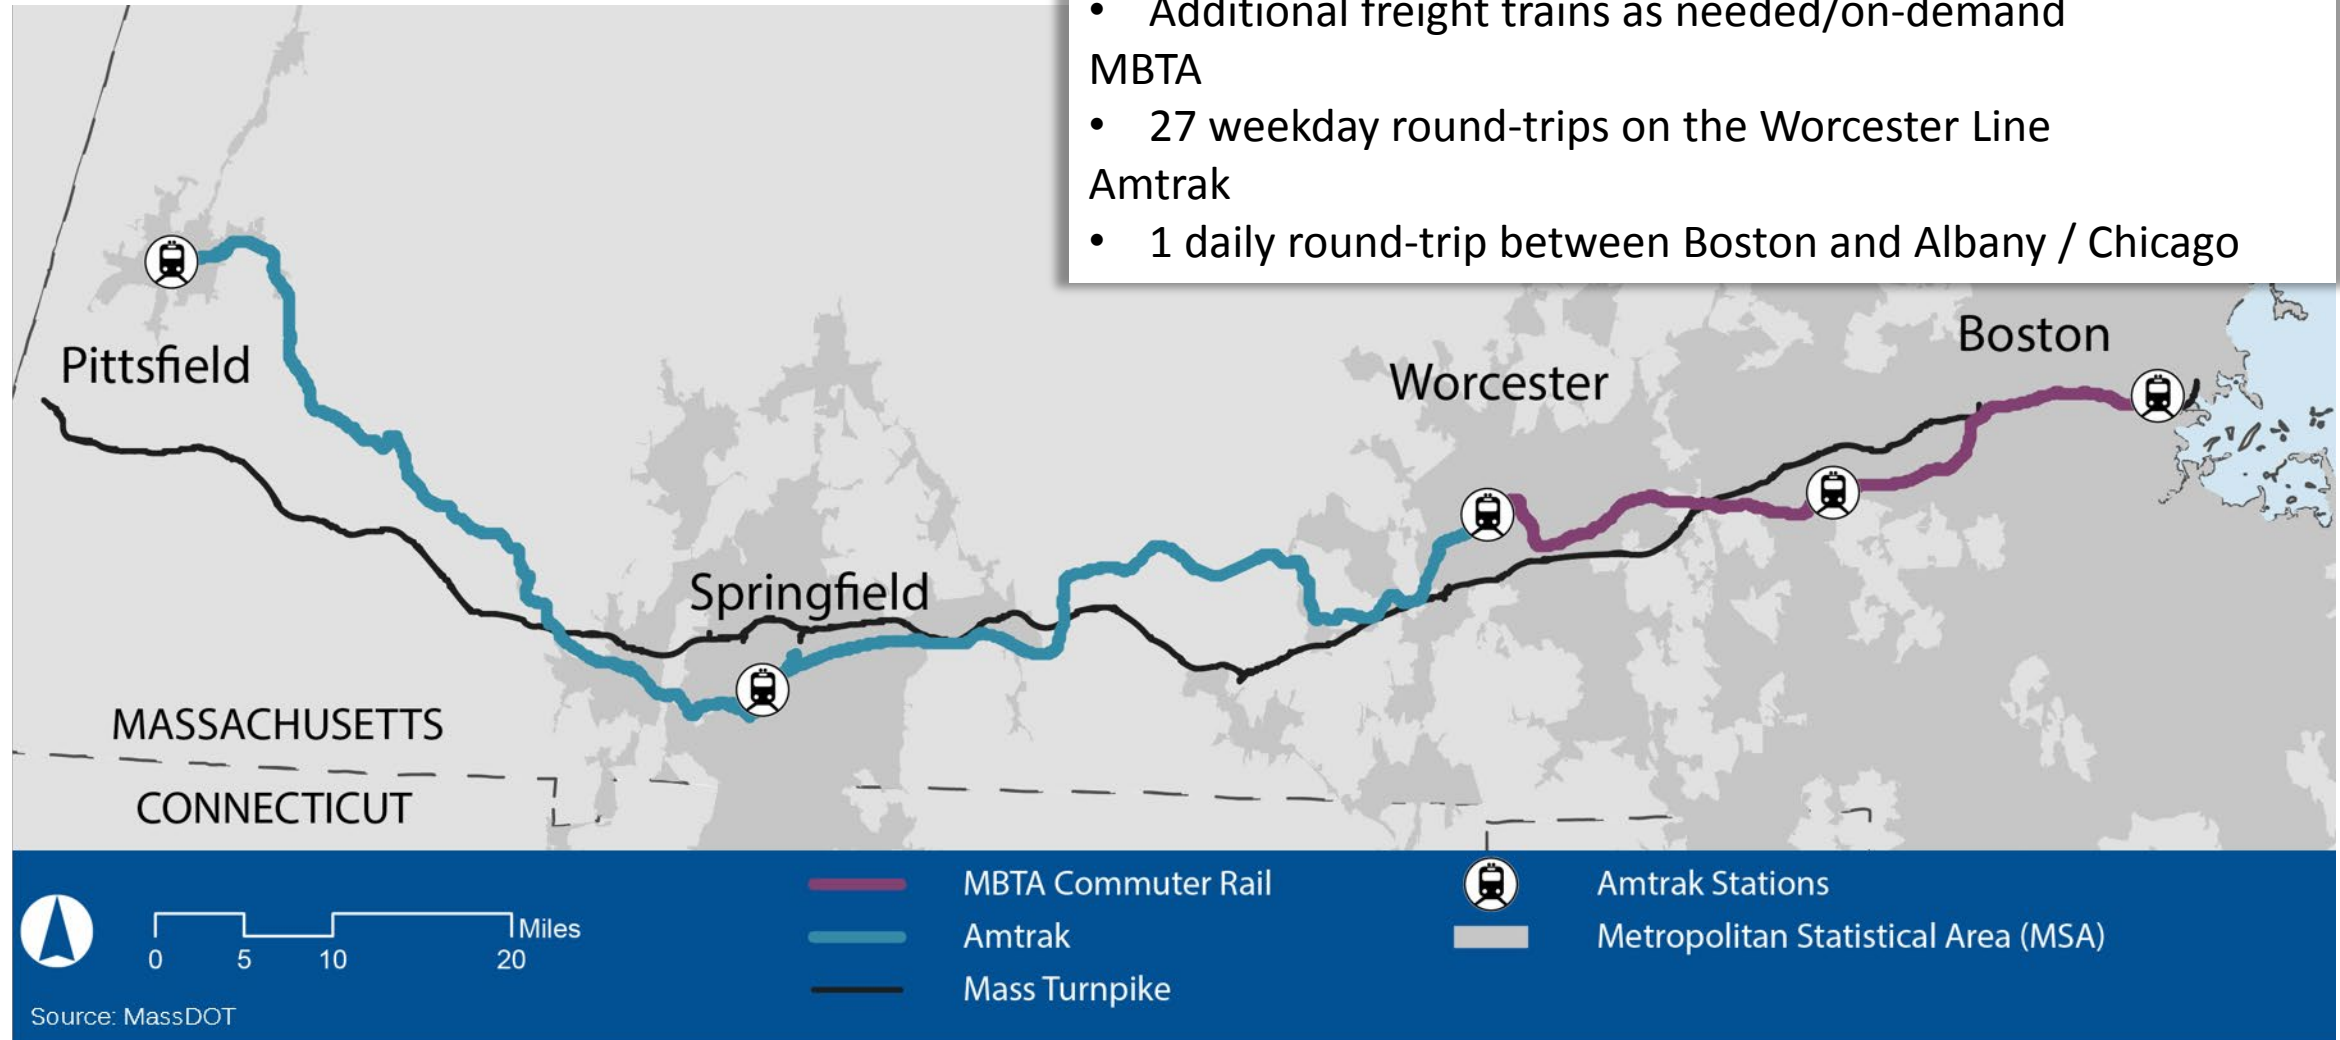 • Additional freight trains as needed/on-demand
MBTA
• 27 weekday round-trips on the Worcester Line
Amtrak
• 1 daily round-trip between Boston and Albany / Chicago
Boston
Pittsfield
Worcester
Springfield
MASSACHUSETTS
CONNECTICUT
MBTA Commuter Rail
Amtrak Stations
Miles
Amtrak
Metropolitan Statistical Area (MSA)
0 5 10 20
Mass Turnpike
Source: MassDOT